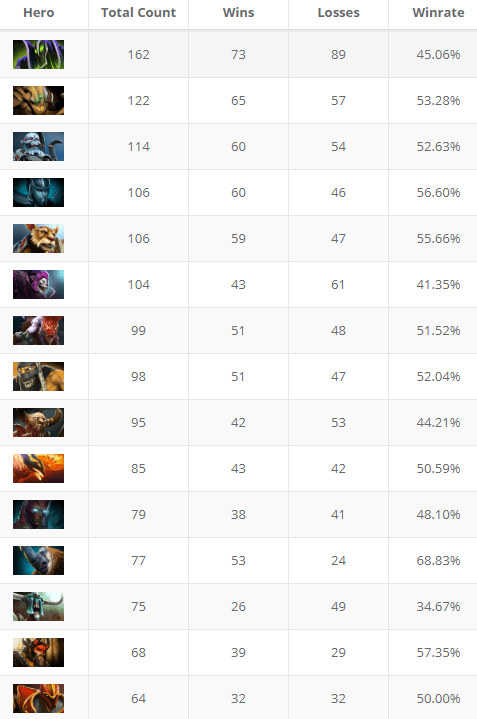 Hero Total Count Wins Losses Winrate
162 73 89 45.06%
122 65 57 53.28%
114 60 54 52.63%
106 60 46 56.60%
106 59 47 55.66%
104 43 61 41.35%
99 51 48 51.52%
98 51 47 52.04%
95 42 53 44.21%
85 43 42 50.59%
79 38 41 48.10%
77 53 24 68.83%
75 26 49 34.67%
68 39 29 57.35%
64 32 32 50.00%